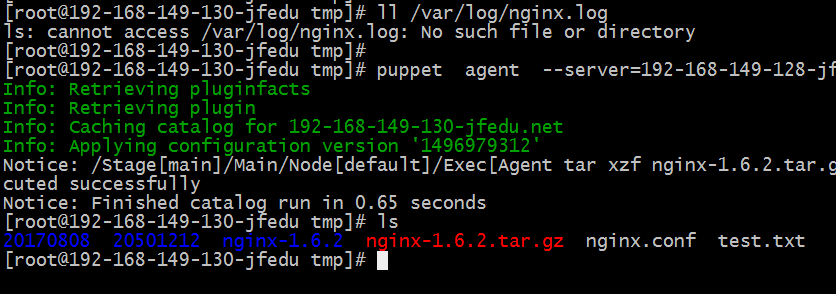 [root@192-168-149-130-jfedu tmp]# ll /var/log/nginx.log
ls: cannot access /var/log/nginx.log: No such file or directory
[root@192-168-149-130-jfedu tmp]#
[root@192-168-149-130-jfedu tmp]# puppet  agent  --server=192-168-149-128-jf
Info: Retrieving pluginfacts
Info: Retrieving plugin
Info: Caching catalog for 192-168-149-130-jfedu.net
Info: Applying configuration version '1496979312'
Notice: /Stage[main]/Main/Node[default]/Exec[Agent tar xzf nginx-1.6.2.tar.g
cuted successfully
Notice: Finished catalog run in 0.65 seconds
[root@192-168-149-130-jfedu tmp]# ls
20170808  20501212  nginx-1.6.2  nginx-1.6.2.tar.gz  nginx.conf  test.txt
[root@192-168-149-130-jfedu tmp]#